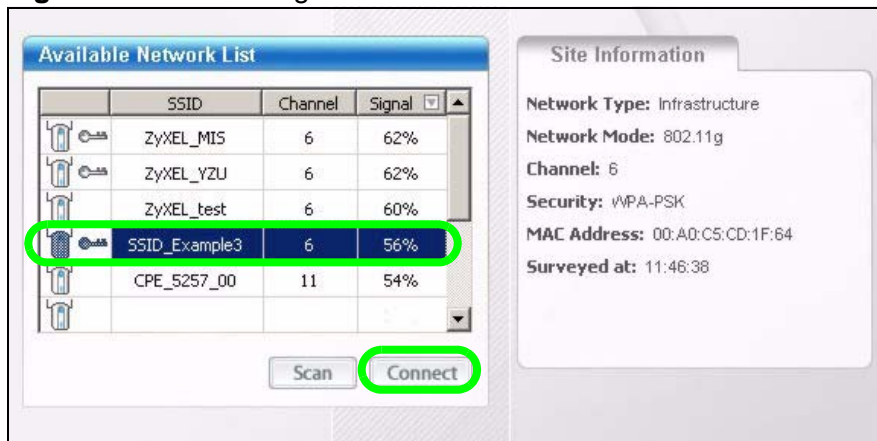 Available Network List
SSID Channel Signal
ZyXEL_MIS 6 62%
ZyXEL_YZU 6 62%
ZyXEL_test 6 60%
SSID_Example3 6 56%
CPE_5257_00 11 54%
Scan Connect
Site Information
Network Type: Infrastructure
Network Mode: 802.11g
Channel: 6
Security: WPA-PSK
MAC Address: 00:A0:C5:CD:1F:64
Surveyed at: 11:46:38